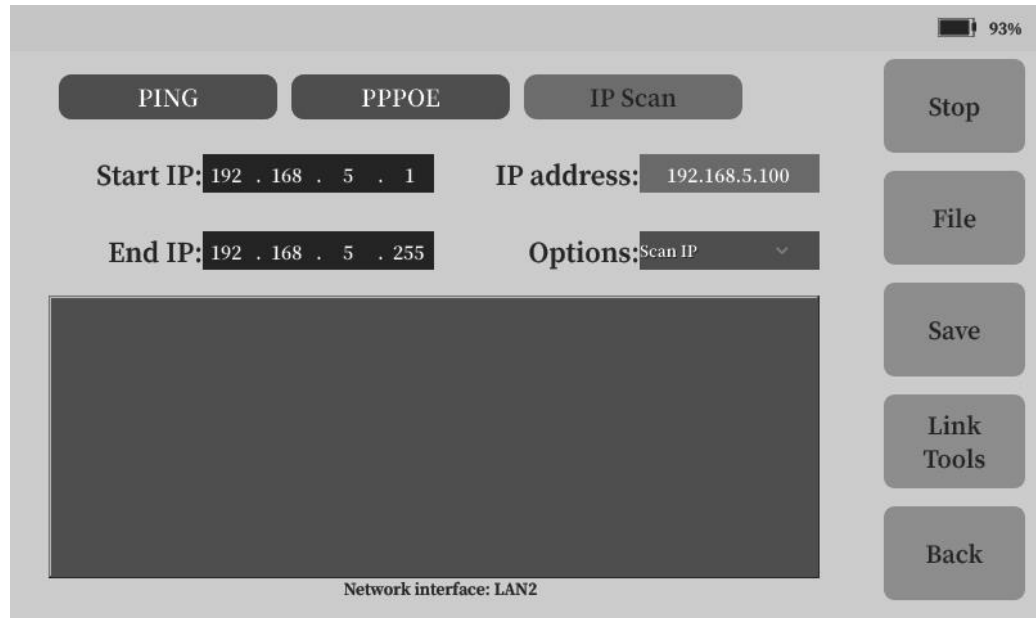 93%
PING PPPOE IP Scan
Stop
Start IP: 192 . 168 . 5 . 1 IP address: 192.168.5.100
File
End IP: 192 . 168 . 5 . 255 Options: Scan IP
Save
Link
Tools
Back
Network interface: LAN2